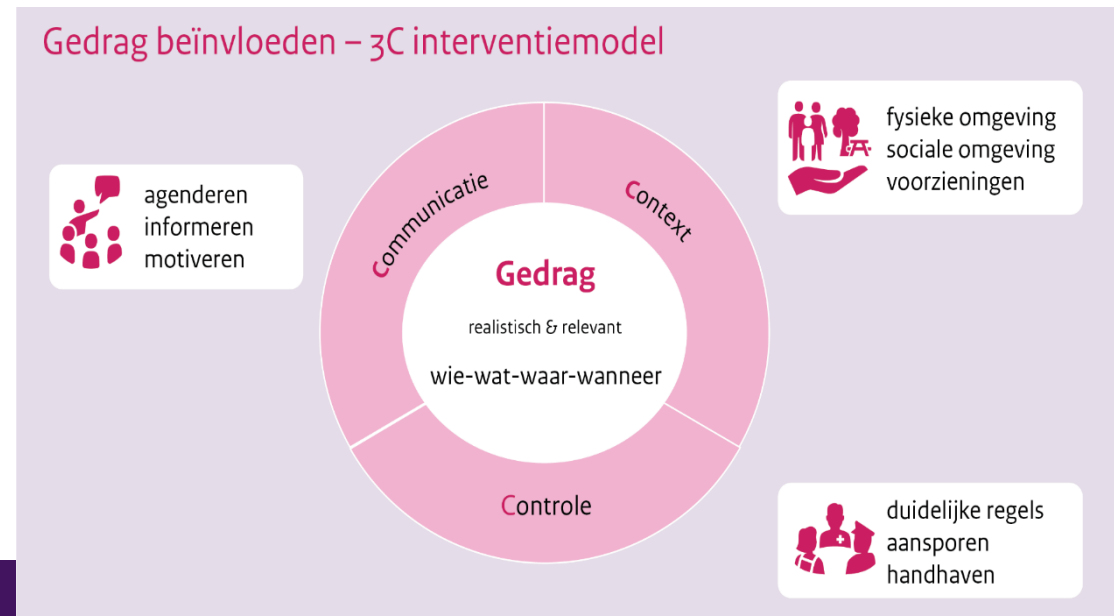 Gedrag beïnvloeden – 3C interventiemodel
agenderen
informeren
motiveren
Communicatie
Context
fysieke omgeving
sociale omgeving
voorzieningen
Gedrag
realistisch & relevant
wie-wat-waar-wanneer
Controle
duidelijke regels
aansporen
handhaven